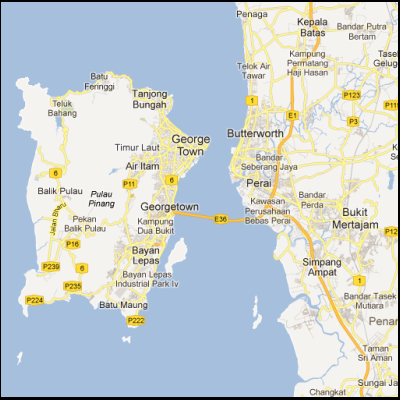 Penaga
Kepala
Batas
Bandar Putra
Bertam
Kampung
Permatang
Haji Hasan
Tasek
Gelugo
Telok Air
Tawar
Batu
Feringgi
Tanjong
Bungah
Teluk
Bahang
1
E1
P123
P115
P3
George
Town
Butterworth
Timur Laut
Air Itam
Bandar
Seberang Jaya
6
Perai
P11
Balik Pulau
Pulau
Pinang
Jalan Bharu
Georgetown
Kawasan
Perusahaan
Bebas Perai
Bandar
Perda
Bukit
Mertajam
E36
Pekan
Balik Pulau
Kampung
Dua Bukit
P16
P12
Bayan
Lepas
P239
6
Bayan Lepas
Industrial Park Iv
Simpang
Ampat
P235
P224
Batu Maung
P222
1
Bandar Tasek
Mutiara
Penan
Taman
Sri Aman
Sungai Ja